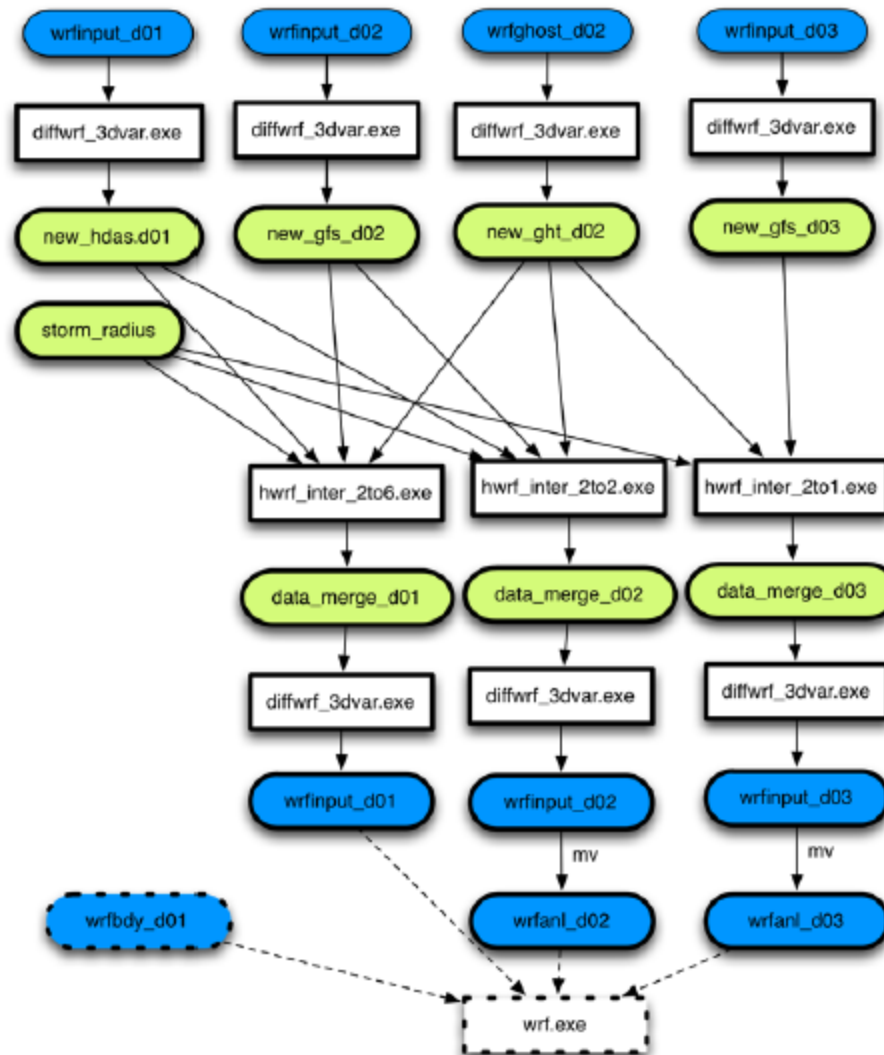 wrfinput_d01
wrfinput_d02
wrfghost_d02
wrfinput_d03
diffwrf_3dvar.exe
diffwrf_3dvar.exe
diffwrf_3dvar.exe
diffwrf_3dvar.exe
new_hdas.d01
new_gfs_d02
new_ght_d02
new_gfs_d03
storm_radius
hwrf_inter_2to6.exe
hwrf_inter_2to2.exe
hwrf_inter_2to1.exe
data_merge_d01
data_merge_d02
data_merge_d03
diffwrf_3dvar.exe
diffwrf_3dvar.exe
diffwrf_3dvar.exe
wrfinput_d01
wrfinput_d02
wrfinput_d03
mv
mv
wrfbdy_d01
wrfanl_d02
wrfanl_d03
wrf.exe